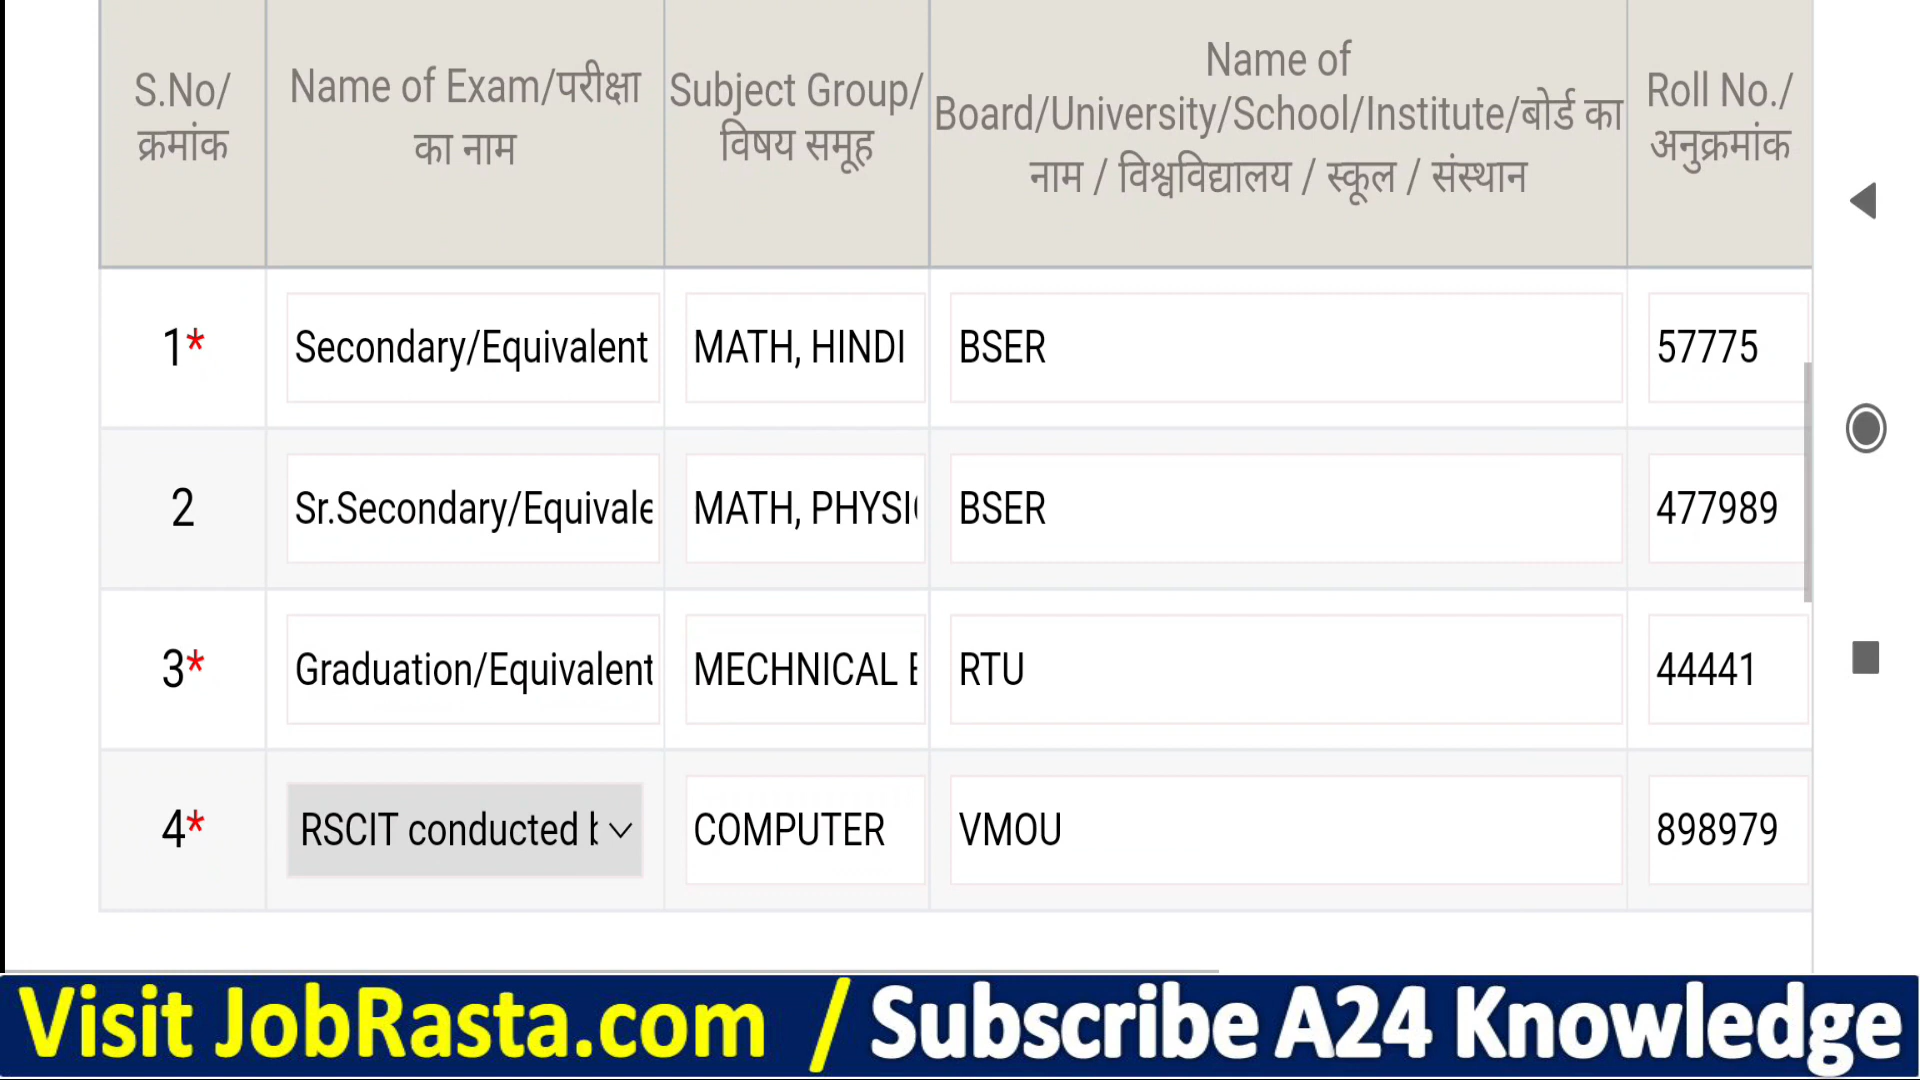 S.No/
क्रमांक
Name of Exam/परीक्षा
का नाम
Subject Group/
विषय समूह
Name of
Board/University/School/Institute/बोर्ड का
नाम / विश्वविद्यालय / स्कूल / संस्थान
Roll No./
अनुक्रमांक
1* Secondary/Equivalent MATH, HINDI BSER 57775
2 Sr.Secondary/Equivale MATH, PHYSI BSER 477989
3* Graduation/Equivalent MECHNICAL RTU 44441
4* RSCIT conducted COMPUTER VMOU 898979
Visit JobRasta.com / Subscribe A24 Knowledge